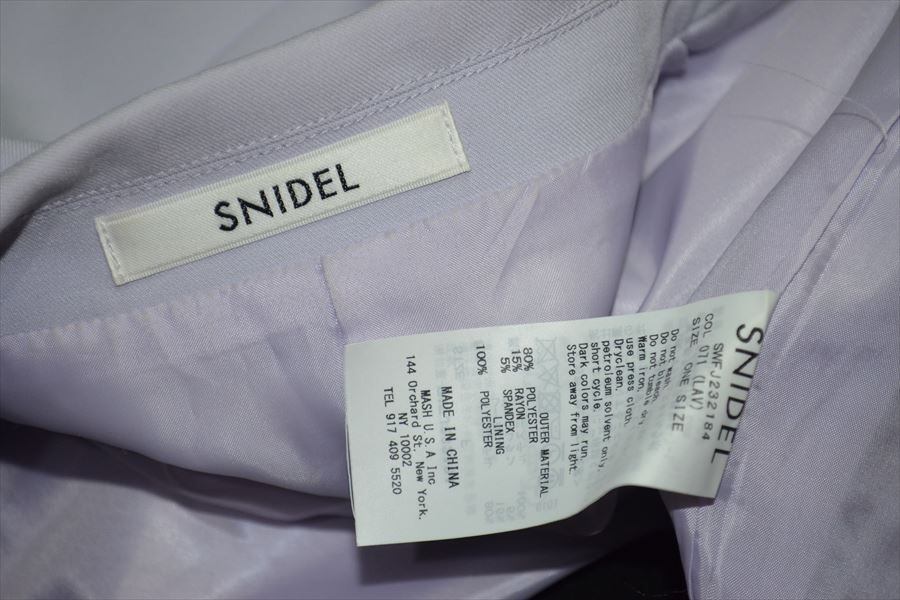 SNIDEL
SNIDEL
SWFJ232184
COL 071 (LAV)
SIZE ONE SIZE
Do not wash.
Do not bleach.
Do not tumble dry.
Warm iron.
use press cloth.
Dryclean.
petroleum solvent only.
short cycle.
Dark colors may run.
Store away from light.
OUTER MATERIAL
80% POLYESTER
15% RAYON
5% SPANDEX
LINING
100% POLYESTER
MADE IN CHINA
MASH U.S.A Inc
144 Orchard St. New York.
NY 10002
TEL 917 409 5520